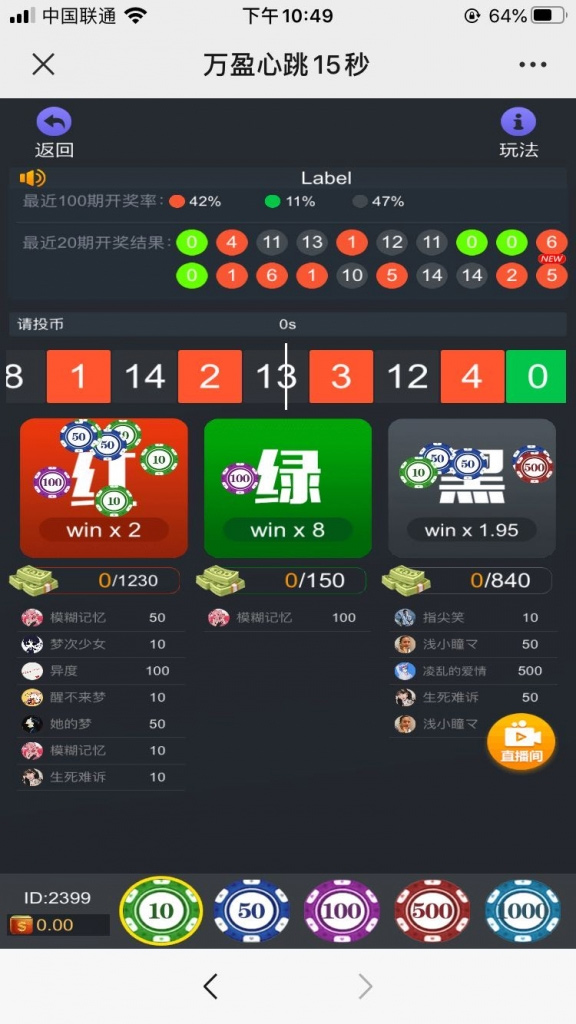 中国联通 下午10:49 64%
万盈心跳15秒
返回 玩法
Label
最近100期开奖率: 42% 11% 47%
最近20期开奖结果: 0 4 11 13 1 12 11 0 0 6
NEW
0 1 6 1 10 5 14 14 2 5
请投币 0s
8 1 14 2 13 3 12 4 0
红 绿 黑
50 50 10 100 10
100
10 50 50 500
win x 2 win x 8 win x 1.95
0/1230 0/150 0/840
模糊记忆 50 模糊记忆 100 指尖笑 10
梦次少女 10 浅小瞳マ 50
异度 100 凌乱的爱情 500
醒不来梦 10 生死难诉 50
她的梦 50 浅小瞳マ
模糊记忆 10 直播间
生死难诉 10
ID:2399
$ 0.00
10 50 100 500 1000